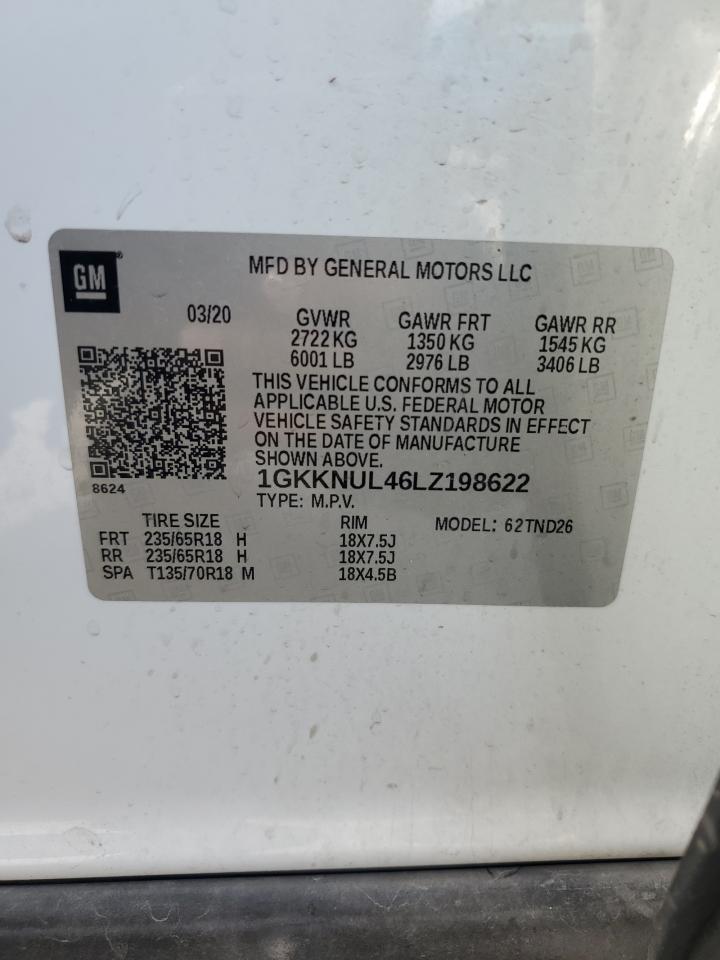 GM ®
MFD BY GENERAL MOTORS LLC
03/20 GVWR GAWR FRT GAWR RR
2722 KG 1350 KG 1545 KG
6001 LB 2976 LB 3406 LB
THIS VEHICLE CONFORMS TO ALL
APPLICABLE U.S. FEDERAL MOTOR
VEHICLE SAFETY STANDARDS IN EFFECT
ON THE DATE OF MANUFACTURE
SHOWN ABOVE.
8624
1GKKNUL46LZ198622
TYPE: M.P.V.
TIRE SIZE RIM MODEL: 62TND26
FRT 235/65R18 H 18X7.5J
RR 235/65R18 H 18X7.5J
SPA T135/70R18 M 18X4.5B